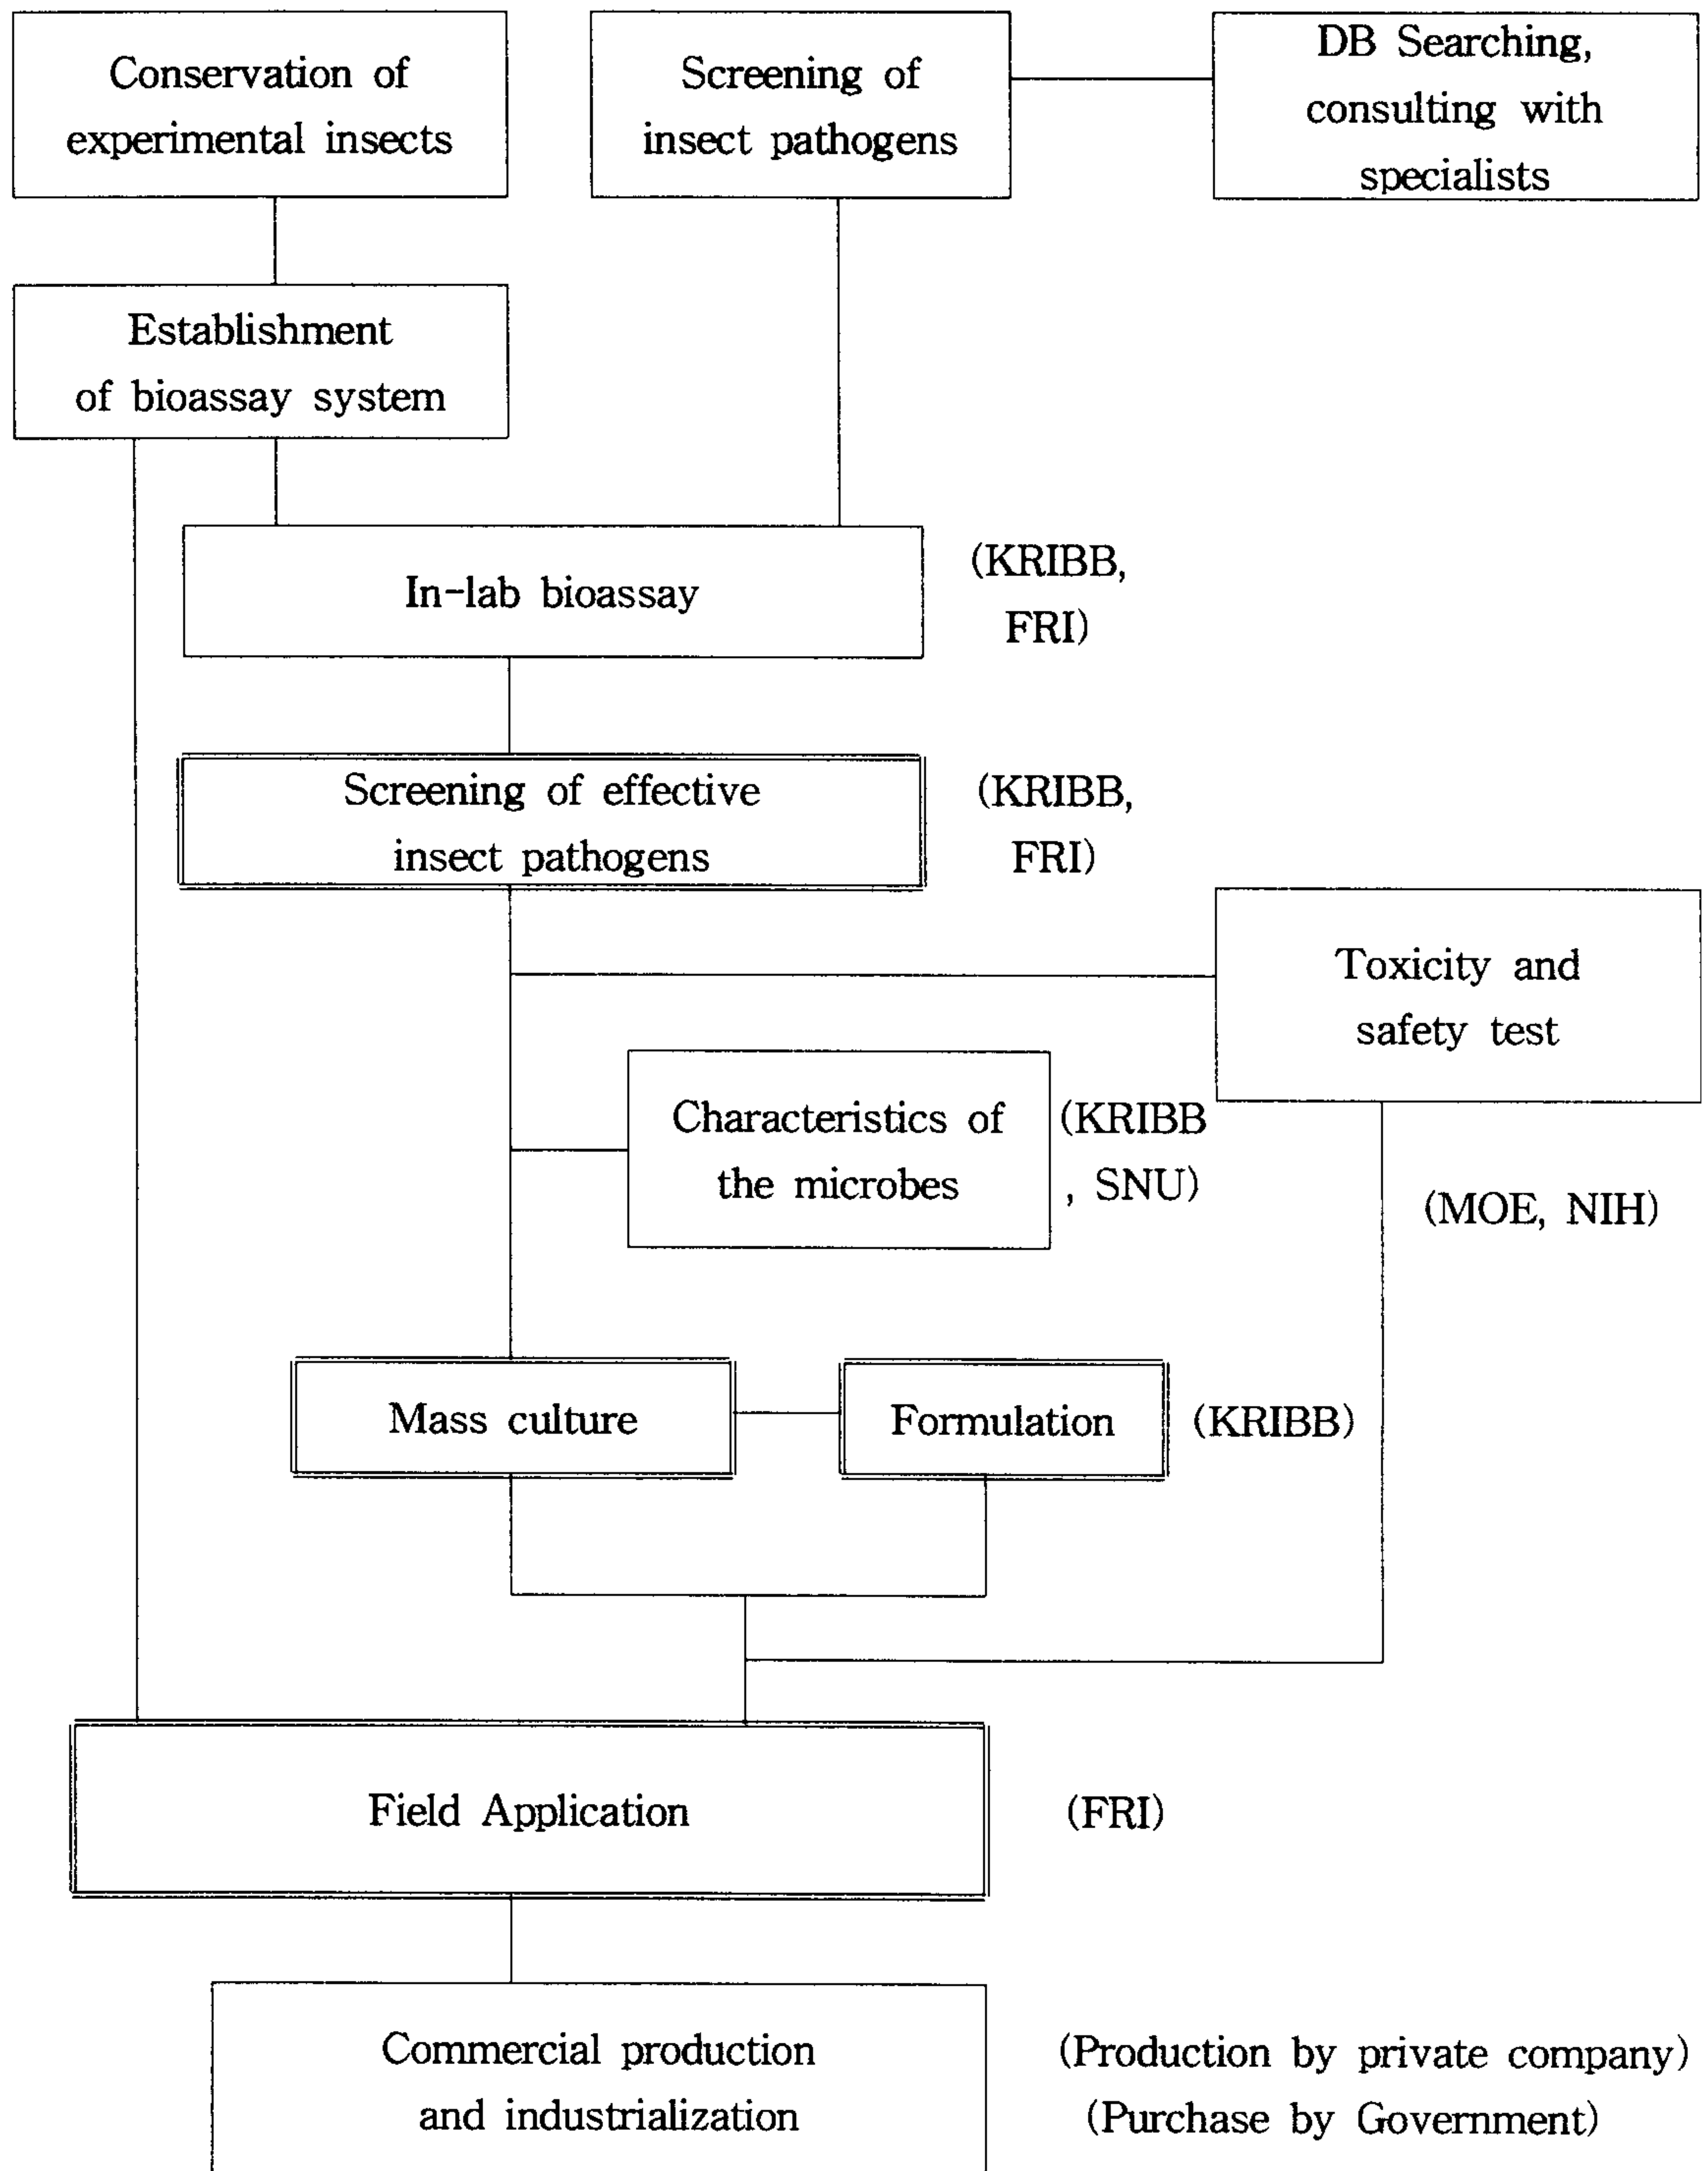 Conservation of
experimental insects
Screening of
insect pathogens
DB Searching,
consulting with
specialists
Establishment
of bioassay system
In-lab bioassay
(KRIBB,
FRI)
Screening of effective
insect pathogens
(KRIBB,
FRI)
Toxicity and
safety test
Characteristics of
the microbes
(KRIBB
, SNU)
(MOE, NIH)
Mass culture
Formulation
(KRIBB)
Field Application
(FRI)
Commercial production
and industrialization
(Production by private company)
(Purchase by Government)